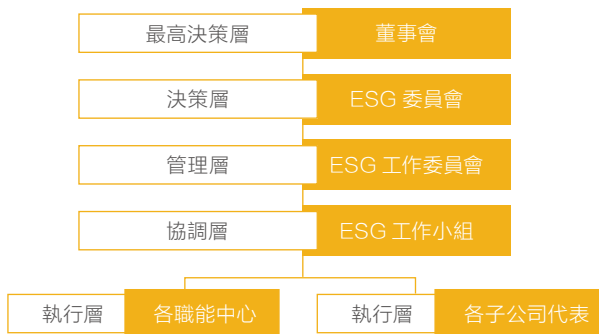 最高決策層 董事會
決策層 ESG 委員會
管理層 ESG 工作委員會
協調層 ESG 工作小組
執行層 各職能中心 執行層 各子公司代表